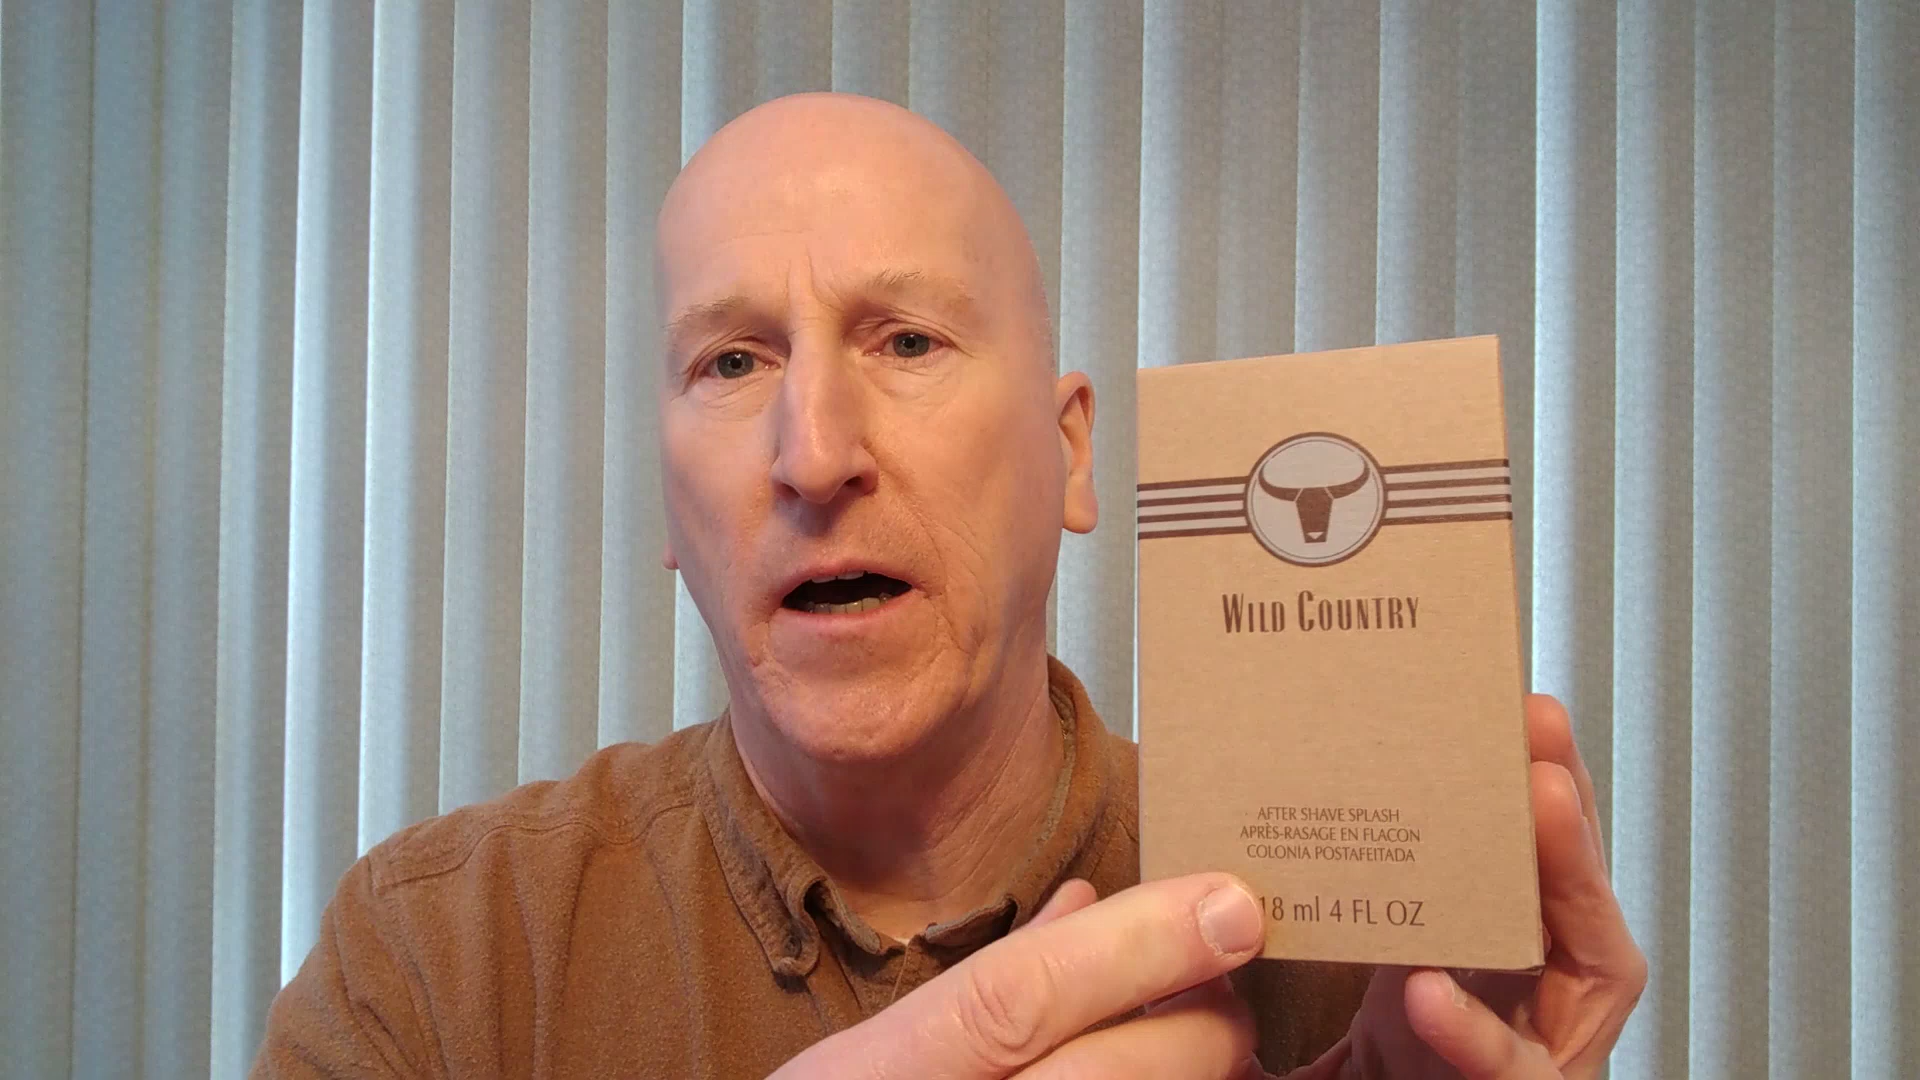 WILD COUNTRY
AFTER SHAVE SPLASH
APRÈS-RASAGE EN FLACON
COLONIA POSTAFEITADA
18 ml 4 FL OZ